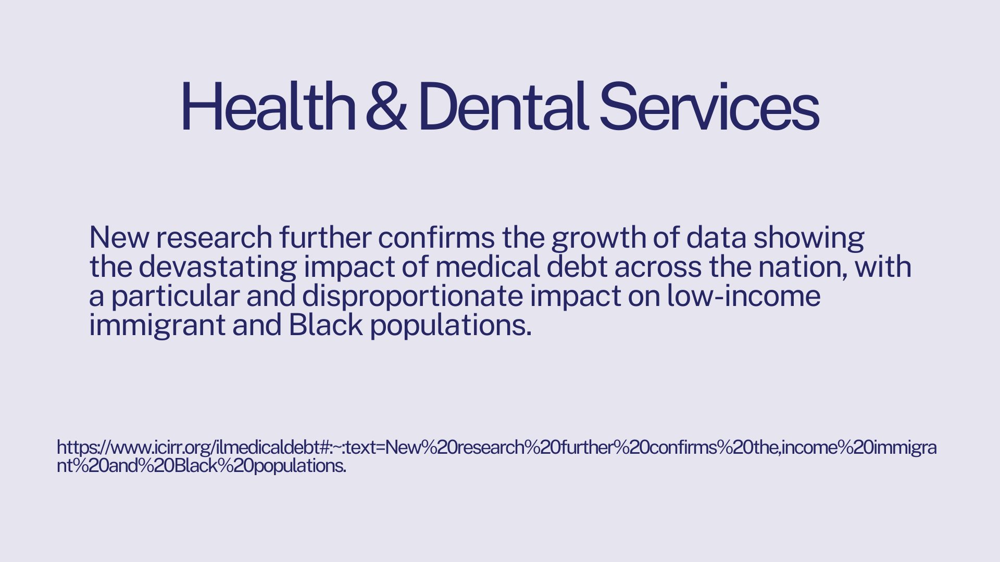 Health & Dental Services
New research further confirms the growth of data showing
the devastating impact of medical debt across the nation, with
a particular and disproportionate impact on low-income
immigrant and Black populations.
https://www.icirr.org/ilmedicaldebt#:~:text=New%20research%20further%20confirms%20the,income%20immigra
nt%20and%20Black%20populations.